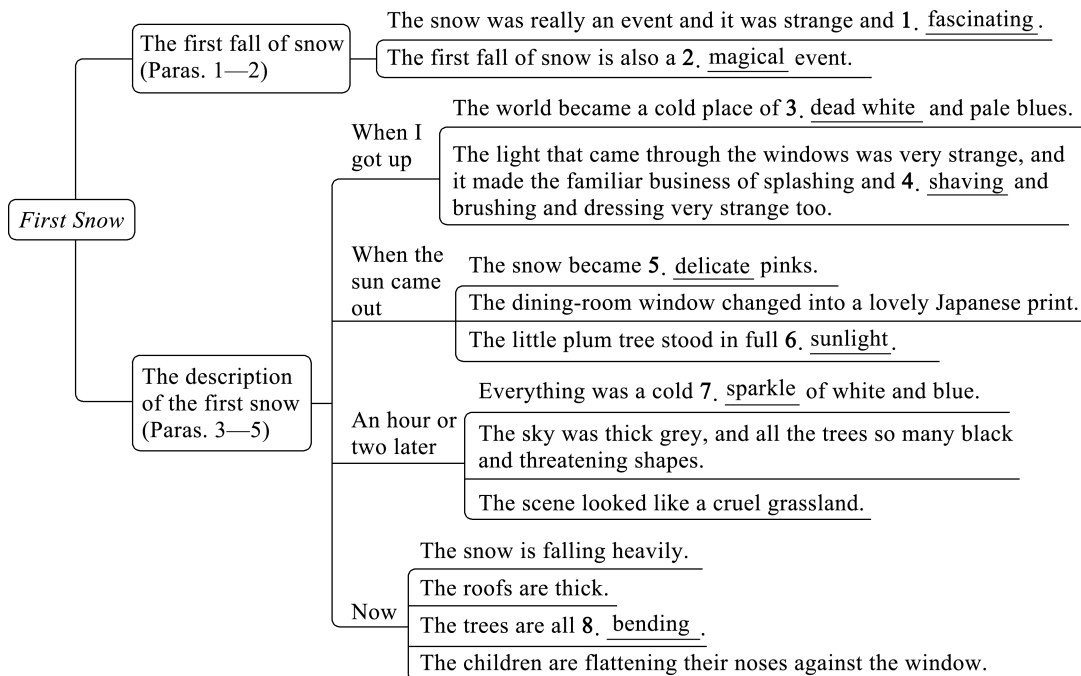 The snow was really an event and it was strange and 1. fascinating.
The first fall of snow
(Paras. 1—2)
The first fall of snow is also a 2. magical event.
First Snow
When I
got up
The world became a cold place of 3. dead white and pale blues.
The light that came through the windows was very strange, and
it made the familiar business of splashing and 4. shaving and
brushing and dressing very strange too.
When the
sun came
out
The snow became 5. delicate pinks.
The dining-room window changed into a lovely Japanese print.
The little plum tree stood in full 6. sunlight.
The description
of the first snow
(Paras. 3—5)
An hour or
two later
Everything was a cold 7. sparkle of white and blue.
The sky was thick grey, and all the trees so many black
and threatening shapes.
The scene looked like a cruel grassland.
Now
The snow is falling heavily.
The roofs are thick.
The trees are all 8. bending.
The children are flattening their noses against the window.